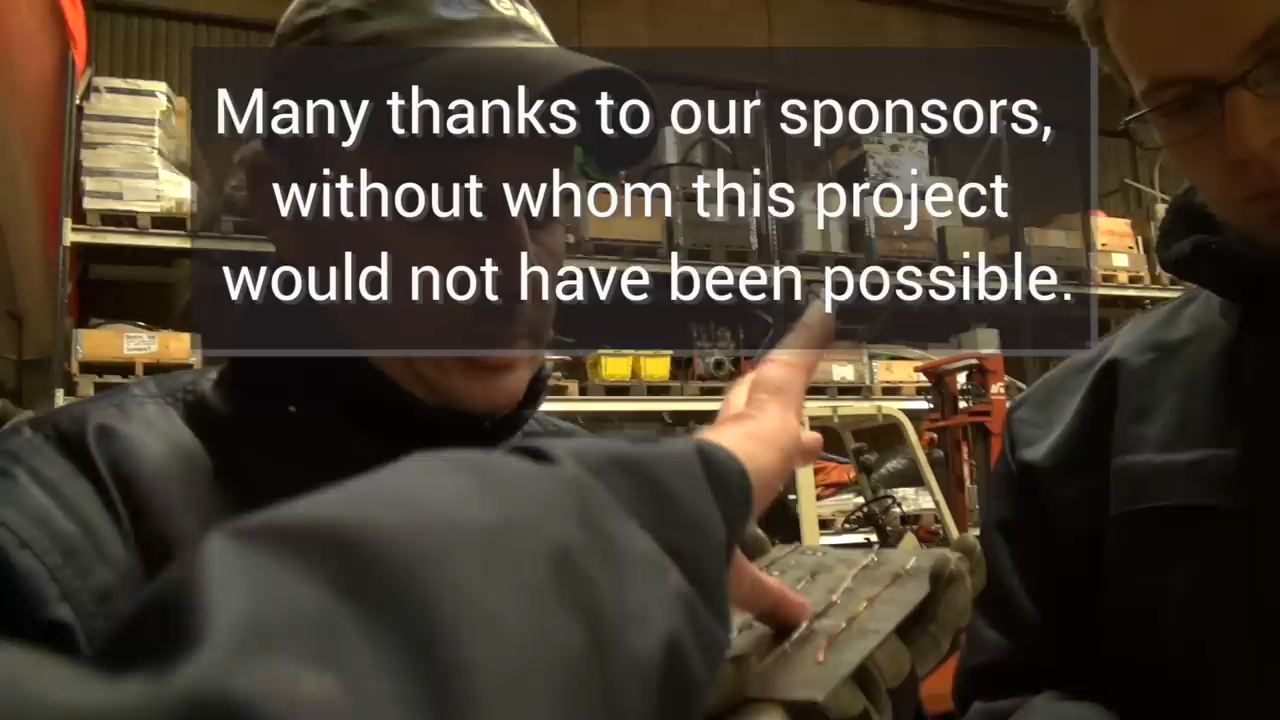 Many thanks to our sponsors,
without whom this project
would not have been possible.